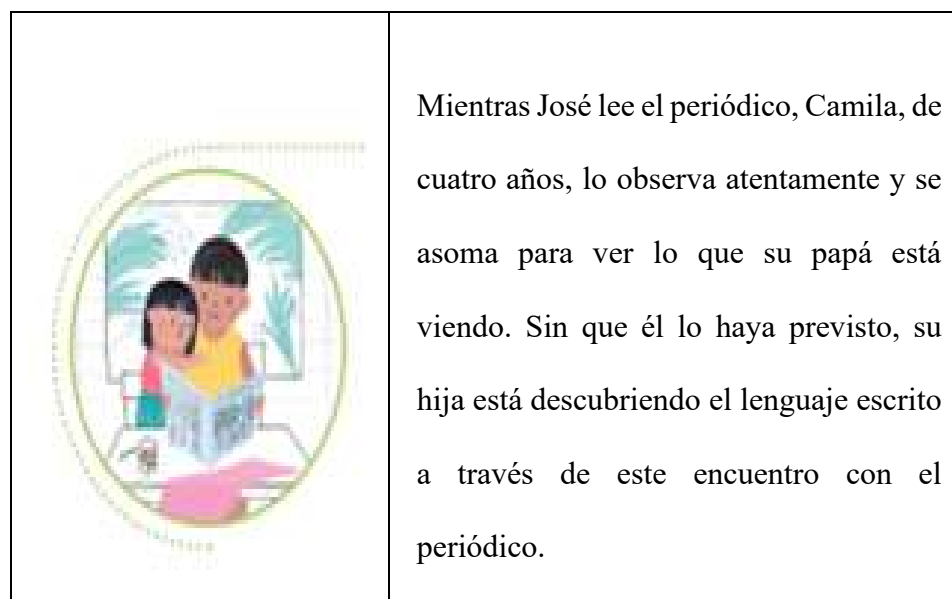 Mientras José lee el periódico, Camila, de
cuatro años, lo observa atentamente y se
asoma para ver lo que su papá está
viendo. Sin que él lo haya previsto, su
hija está descubriendo el lenguaje escrito
a través de este encuentro con el
periódico.